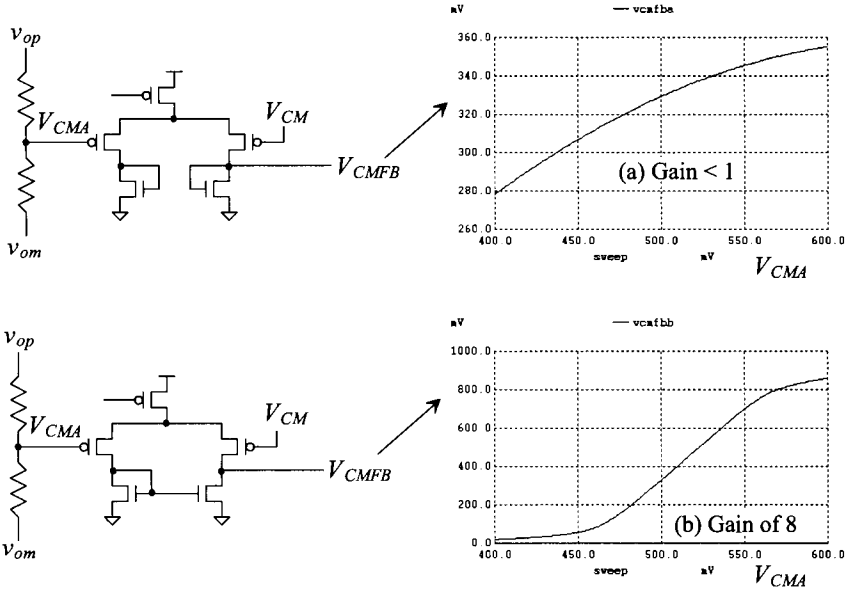 v_op
V_CMA
V_CM
V_CMFB
v_om
mV
— vcmfba
360.0
340.0
320.0
300.0
280.0
260.0
(a) Gain < 1
400.0 450.0 500.0 550.0 600.0
sweep mV V_CMA
v_op
V_CMA
V_CM
V_CMFB
v_om
mV
— vcmfbb
1000.0
800.0
600.0
400.0
200.0
0.0
(b) Gain of 8
400.0 450.0 500.0 550.0 600.0
sweep mV V_CMA